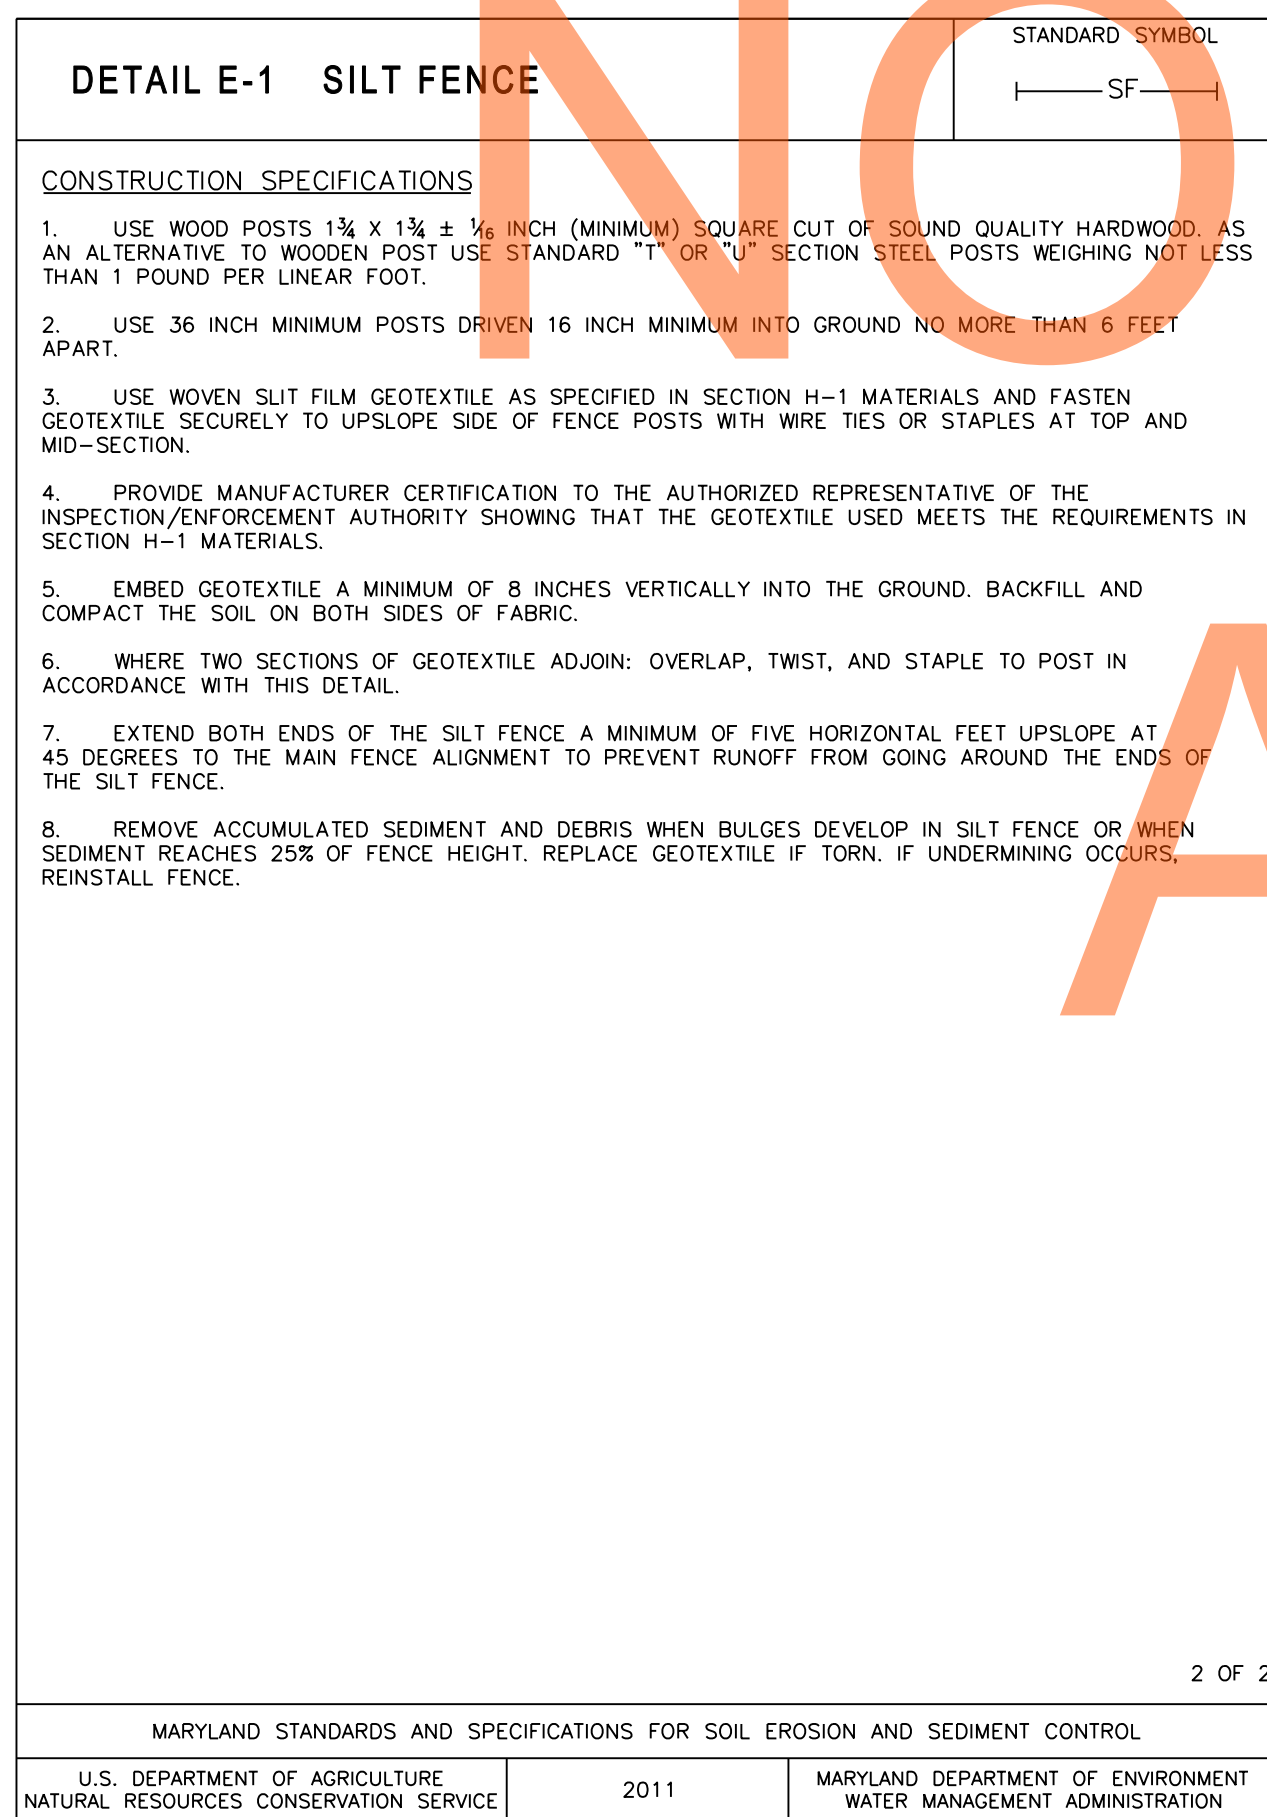 DETAIL E-1 SILT FENCE
STANDARD SYMBOL
SF
CONSTRUCTION SPECIFICATIONS
1. USE WOOD POSTS 1¾ X 1¾ ± 1⁄16 INCH (MINIMUM) SQUARE CUT OF SOUND QUALITY HARDWOOD. AS
AN ALTERNATIVE TO WOODEN POST USE STANDARD "T" OR "U" SECTION STEEL POSTS WEIGHING NOT LESS
THAN 1 POUND PER LINEAR FOOT.
2. USE 36 INCH MINIMUM POSTS DRIVEN 16 INCH MINIMUM INTO GROUND NO MORE THAN 6 FEET
APART.
3. USE WOVEN SLIT FILM GEOTEXTILE AS SPECIFIED IN SECTION H-1 MATERIALS AND FASTEN
GEOTEXTILE SECURELY TO UPSLOPE SIDE OF FENCE POSTS WITH WIRE TIES OR STAPLES AT TOP AND
MID-SECTION.
4. PROVIDE MANUFACTURER CERTIFICATION TO THE AUTHORIZED REPRESENTATIVE OF THE
INSPECTION/ENFORCEMENT AUTHORITY SHOWING THAT THE GEOTEXTILE USED MEETS THE REQUIREMENTS IN
SECTION H-1 MATERIALS.
5. EMBED GEOTEXTILE A MINIMUM OF 8 INCHES VERTICALLY INTO THE GROUND. BACKFILL AND
COMPACT THE SOIL ON BOTH SIDES OF FABRIC.
6. WHERE TWO SECTIONS OF GEOTEXTILE ADJOIN: OVERLAP, TWIST, AND STAPLE TO POST IN
ACCORDANCE WITH THIS DETAIL.
7. EXTEND BOTH ENDS OF THE SILT FENCE A MINIMUM OF FIVE HORIZONTAL FEET UPSLOPE AT
45 DEGREES TO THE MAIN FENCE ALIGNMENT TO PREVENT RUNOFF FROM GOING AROUND THE ENDS OF
THE SILT FENCE.
8. REMOVE ACCUMULATED SEDIMENT AND DEBRIS WHEN BULGES DEVELOP IN SILT FENCE OR WHEN
SEDIMENT REACHES 25% OF FENCE HEIGHT. REPLACE GEOTEXTILE IF TORN. IF UNDERMINING OCCURS,
REINSTALL FENCE.
NO
A
2 OF 2
MARYLAND STANDARDS AND SPECIFICATIONS FOR SOIL EROSION AND SEDIMENT CONTROL
U.S. DEPARTMENT OF AGRICULTURE
NATURAL RESOURCES CONSERVATION SERVICE
2011
MARYLAND DEPARTMENT OF ENVIRONMENT
WATER MANAGEMENT ADMINISTRATION